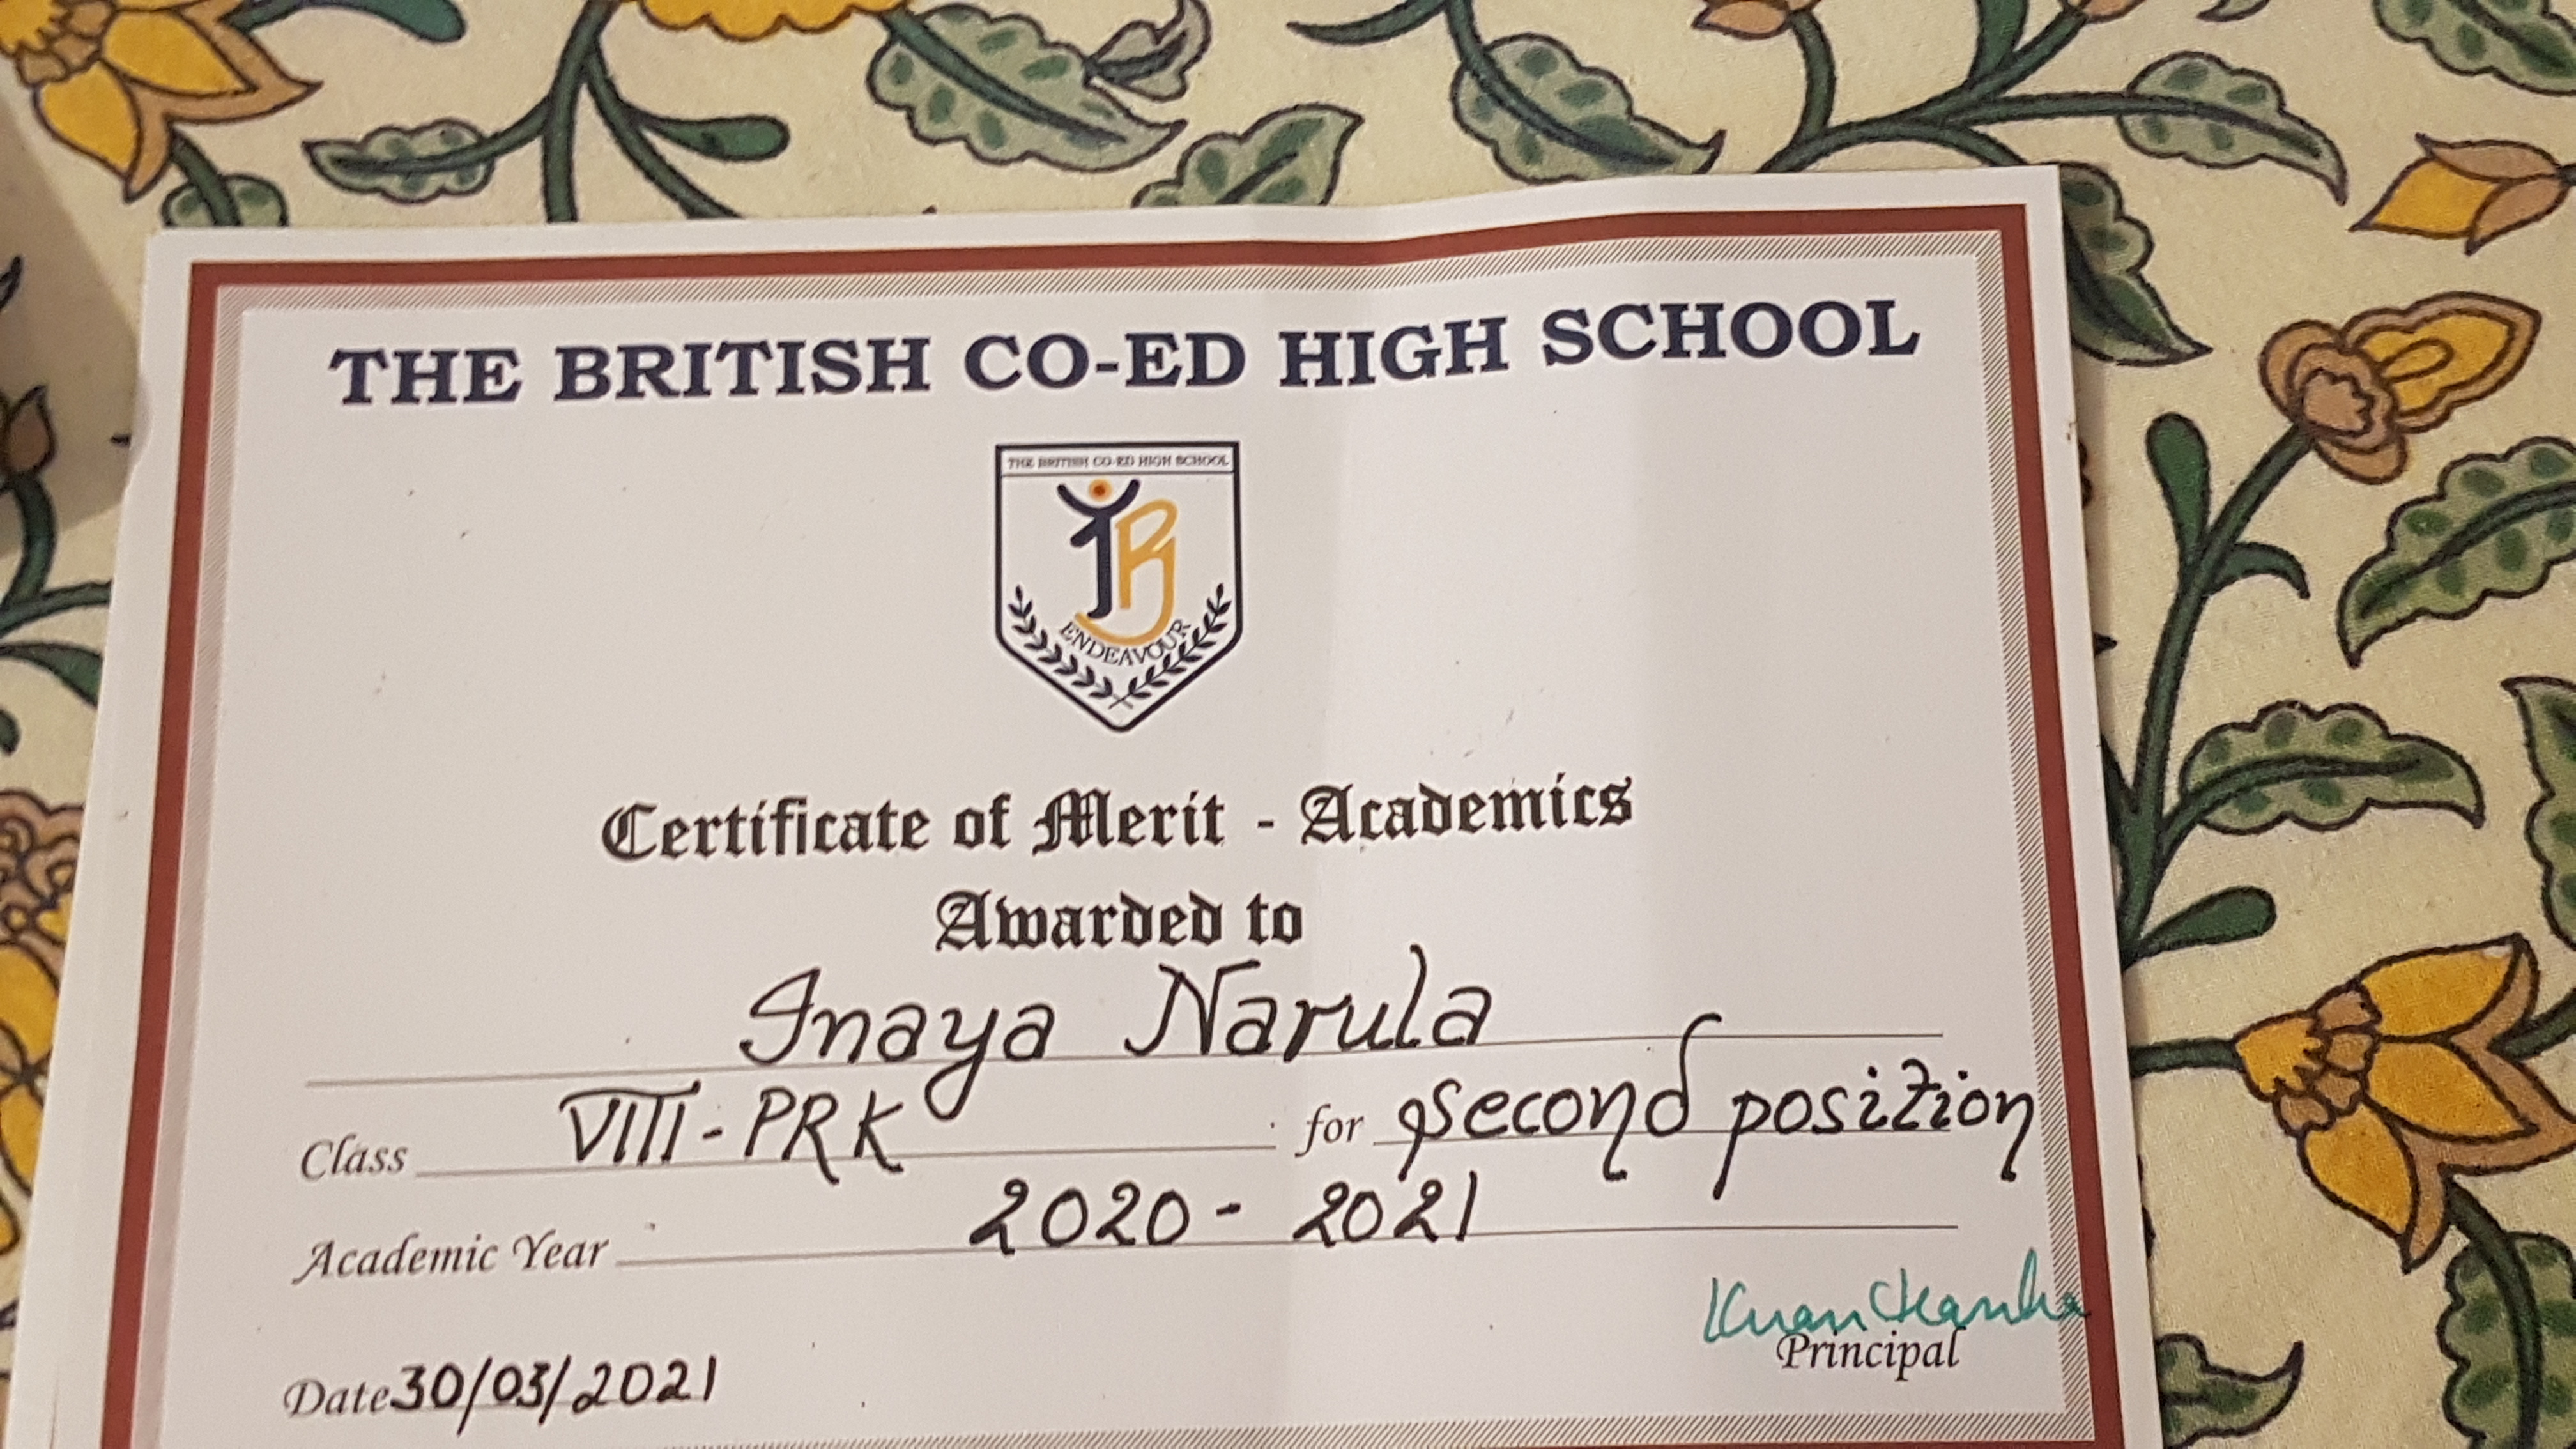 THE BRITISH CO-ED HIGH SCHOOL
THE BRITISH CO-ED HIGH SCHOOL
ENDEAVOUR
Certificate of Merit - Academics
Awarded to
Inaya Narula
Class VIII-PRK for second position
Academic Year 2020 - 2021
Principal
Date 30/03/2021